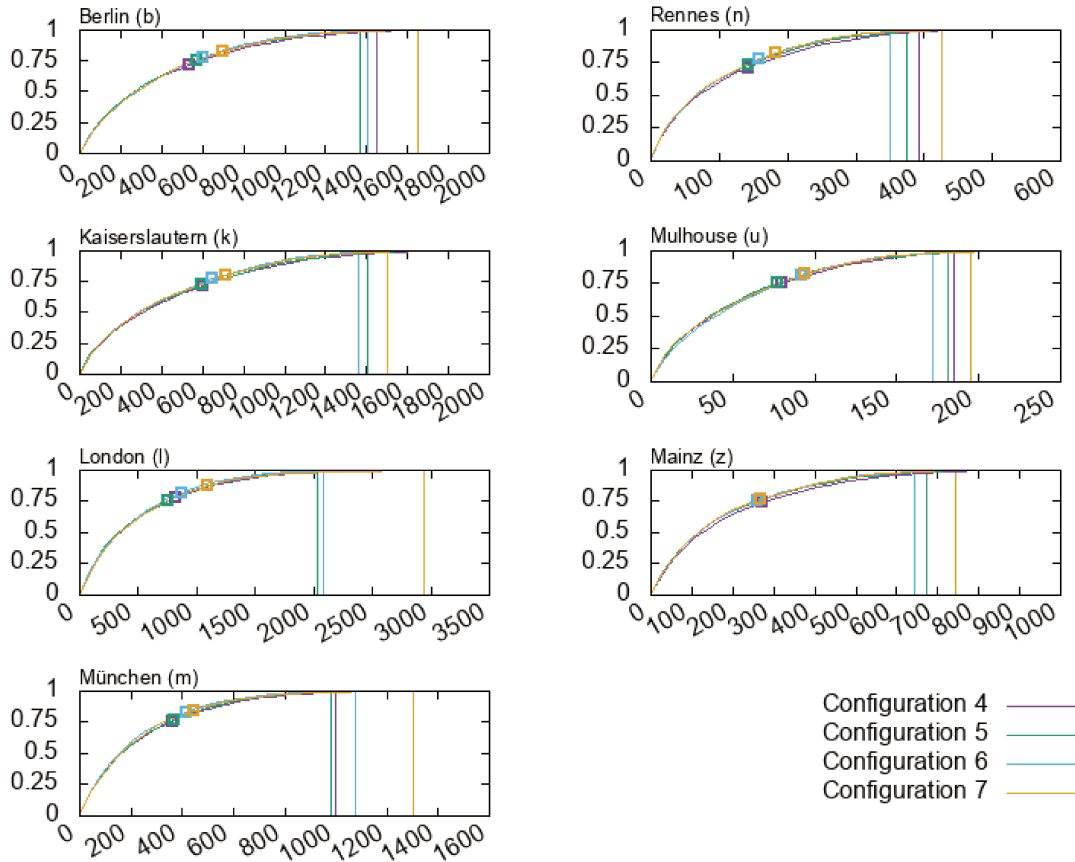 Berlin (b)
1
0.75
0.5
0.25
0
0 200 400 600 800 1000 1200 1400 1600 1800 2000
Rennes (n)
1
0.75
0.5
0.25
0
0 100 200 300 400 500 600
Kaiserslautern (k)
1
0.75
0.5
0.25
0
0 200 400 600 800 1000 1200 1400 1600 1800 2000
Mulhouse (u)
1
0.75
0.5
0.25
0
0 50 100 150 200 250
London (l)
1
0.75
0.5
0.25
0
0 500 1000 1500 2000 2500 3000 3500
Mainz (z)
1
0.75
0.5
0.25
0
0 100 200 300 400 500 600 700 800 900 1000
München (m)
1
0.75
0.5
0.25
0
0 200 400 600 800 1000 1200 1400 1600
Configuration 4
Configuration 5
Configuration 6
Configuration 7